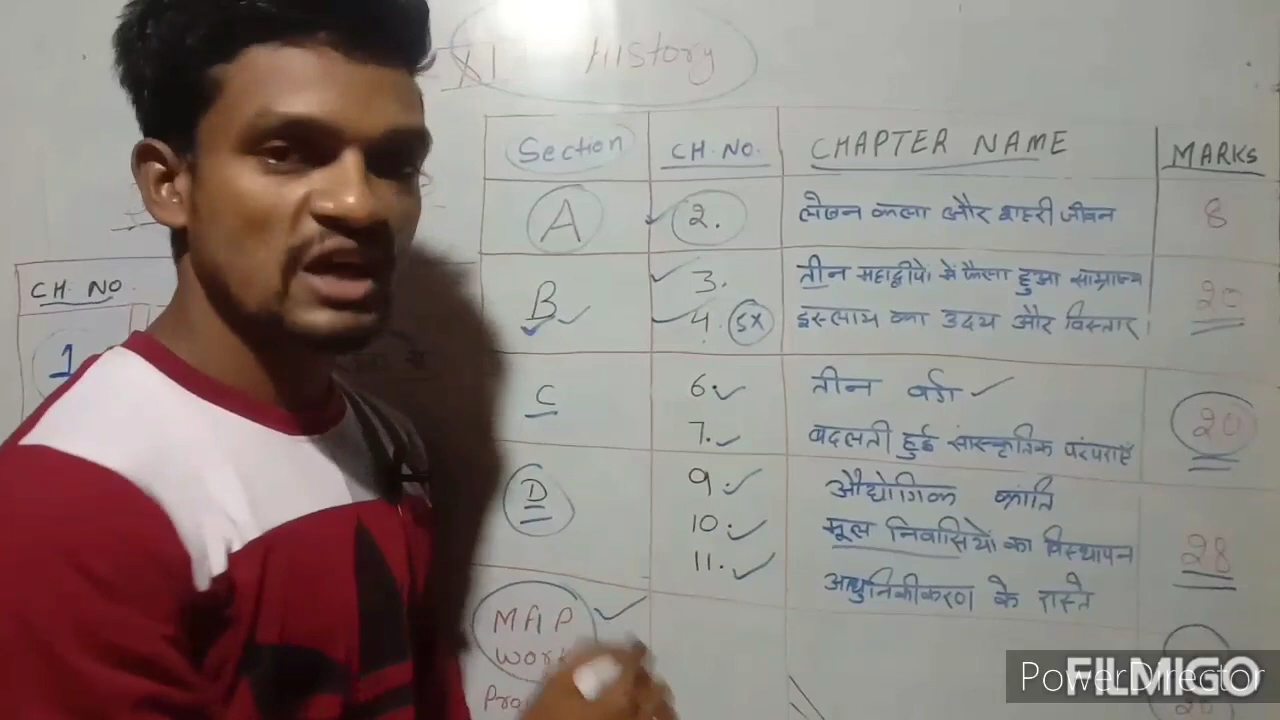 XI History
Section CH. NO. CHAPTER NAME MARKS
A 2. लेखन कला और शहरी जीवन 8
B 3. तीन महाद्वीपों में फैला हुआ साम्राज्य 20
4. 5x इस्लाम का उदय और विस्तार।
C 6 तीन वर्ग 20
7. बदलती हुई सांस्कृतिक परंपराएँ
D 9. औद्योगिक क्रांति
10. मूल निवासियों का विस्थापन 28
11. आधुनिकीकरण के रास्ते
MAP
Work
CH. NO.
1
PowerDirector
FILMIGO